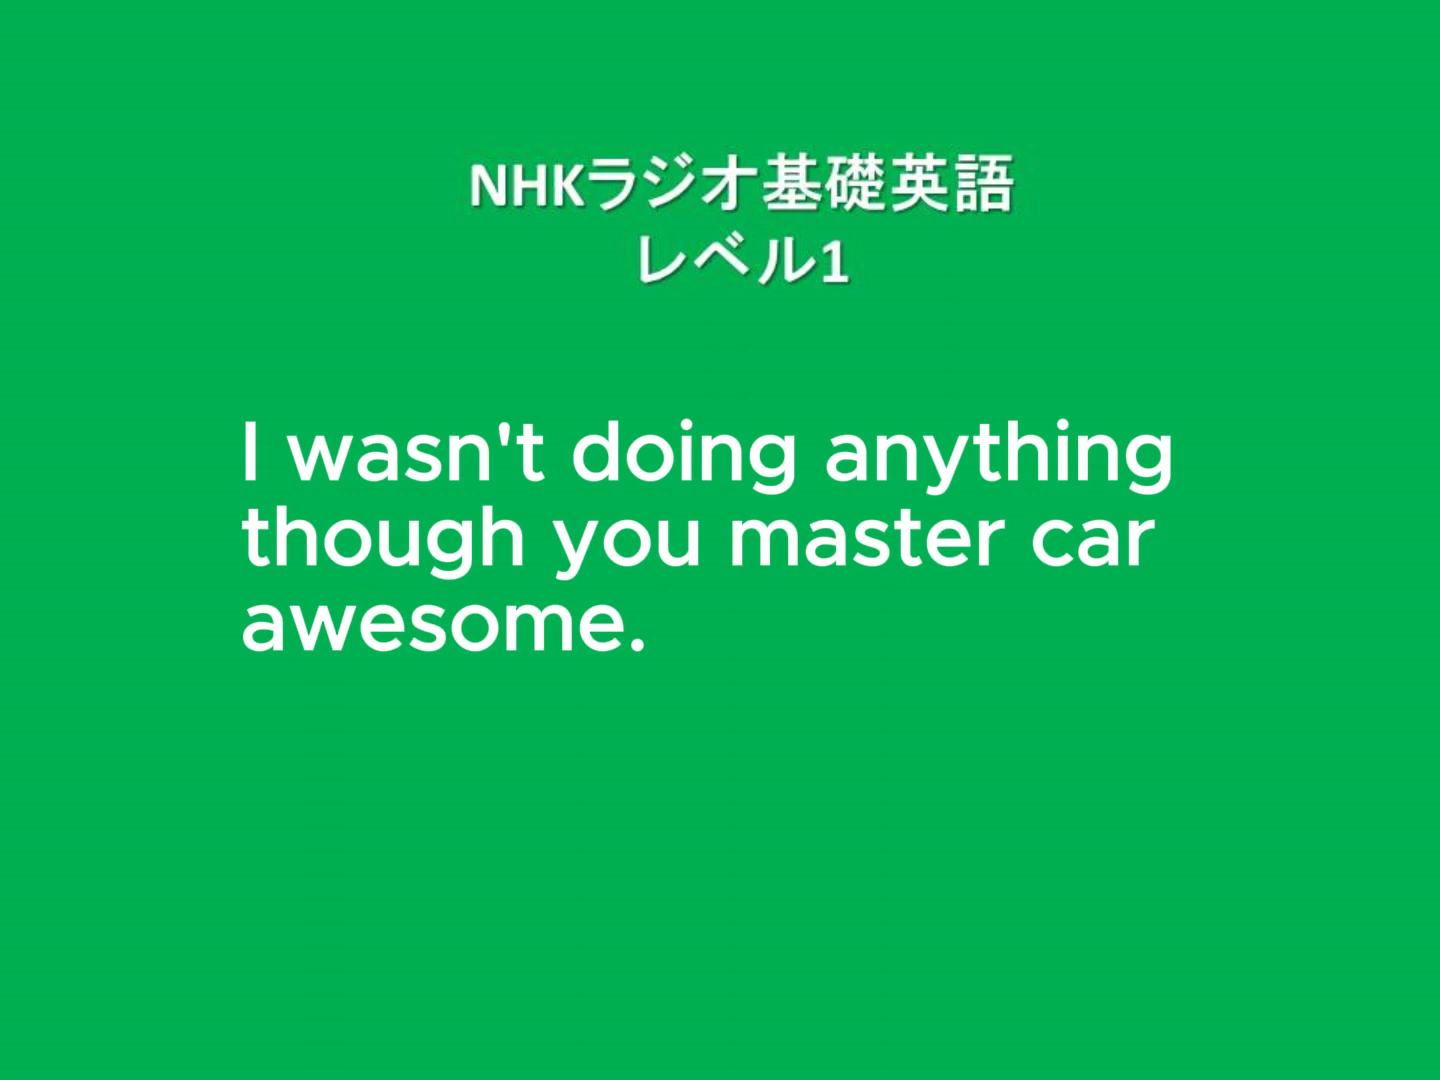 NHKラジオ基礎英語
レベル1
I wasn't doing anything
though you master car
awesome.